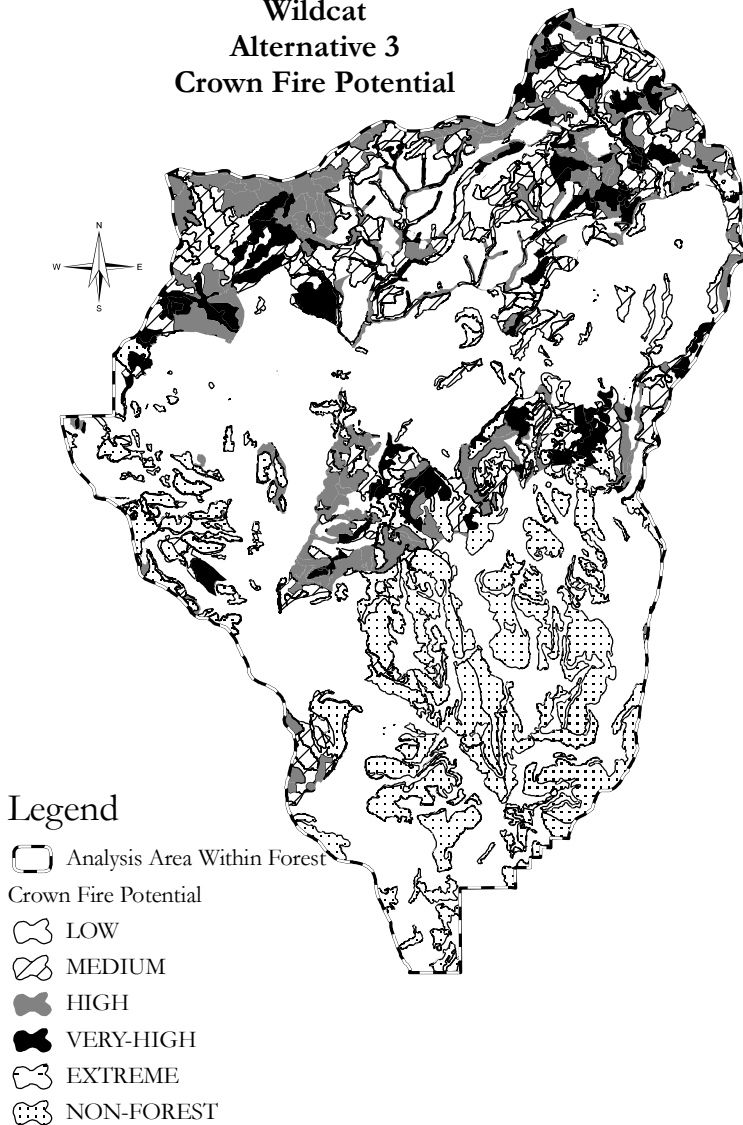 Wildcat
Alternative 3
Crown Fire Potential
N
W E
S
Legend
Analysis Area Within Forest
Crown Fire Potential
LOW
MEDIUM
HIGH
VERY-HIGH
EXTREME
NON-FOREST